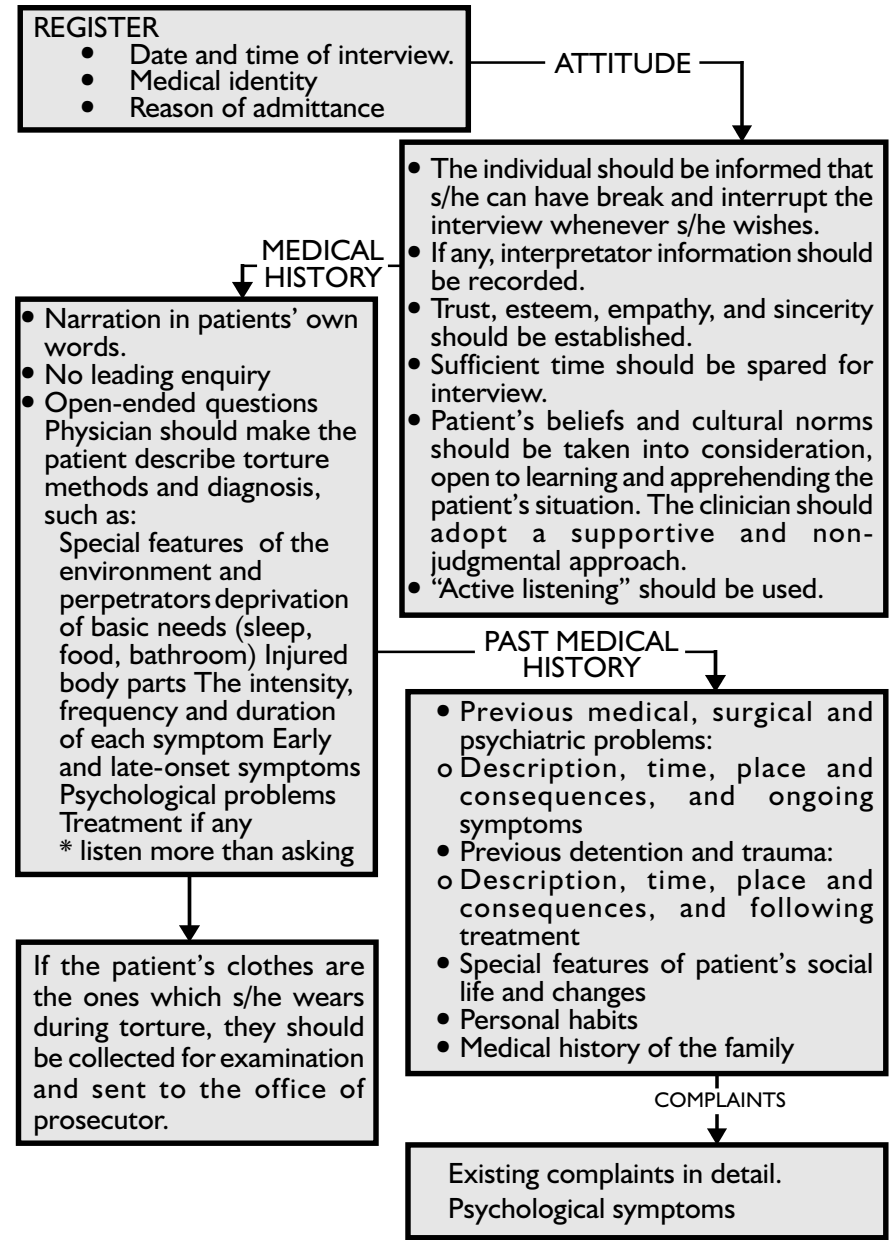 REGISTER
• Date and time of interview.
• Medical identity
• Reason of admittance
ATTITUDE
• The individual should be informed that
s/he can have break and interrupt the
interview whenever s/he wishes.
• If any, interpretator information should
be recorded.
• Trust, esteem, empathy, and sincerity
should be established.
• Sufficient time should be spared for
interview.
• Patient's beliefs and cultural norms
should be taken into consideration,
open to learning and apprehending the
patient's situation. The clinician should
adopt a supportive and non-
judgmental approach.
• “Active listening” should be used.
MEDICAL
HISTORY
• Narration in patients' own
words.
• No leading enquiry
• Open-ended questions
Physician should make the
patient describe torture
methods and diagnosis,
such as:
Special features of the
environment and
perpetrators deprivation
of basic needs (sleep,
food, bathroom) Injured
body parts The intensity,
frequency and duration
of each symptom Early
and late-onset symptoms
Psychological problems
Treatment if any
* listen more than asking
If the patient's clothes are
the ones which s/he wears
during torture, they should
be collected for examination
and sent to the office of
prosecutor.
PAST MEDICAL
HISTORY
• Previous medical, surgical and
psychiatric problems:
o Description, time, place and
consequences, and ongoing
symptoms
• Previous detention and trauma:
o Description, time, place and
consequences, and following
treatment
• Special features of patient's social
life and changes
• Personal habits
• Medical history of the family
COMPLAINTS
Existing complaints in detail.
Psychological symptoms